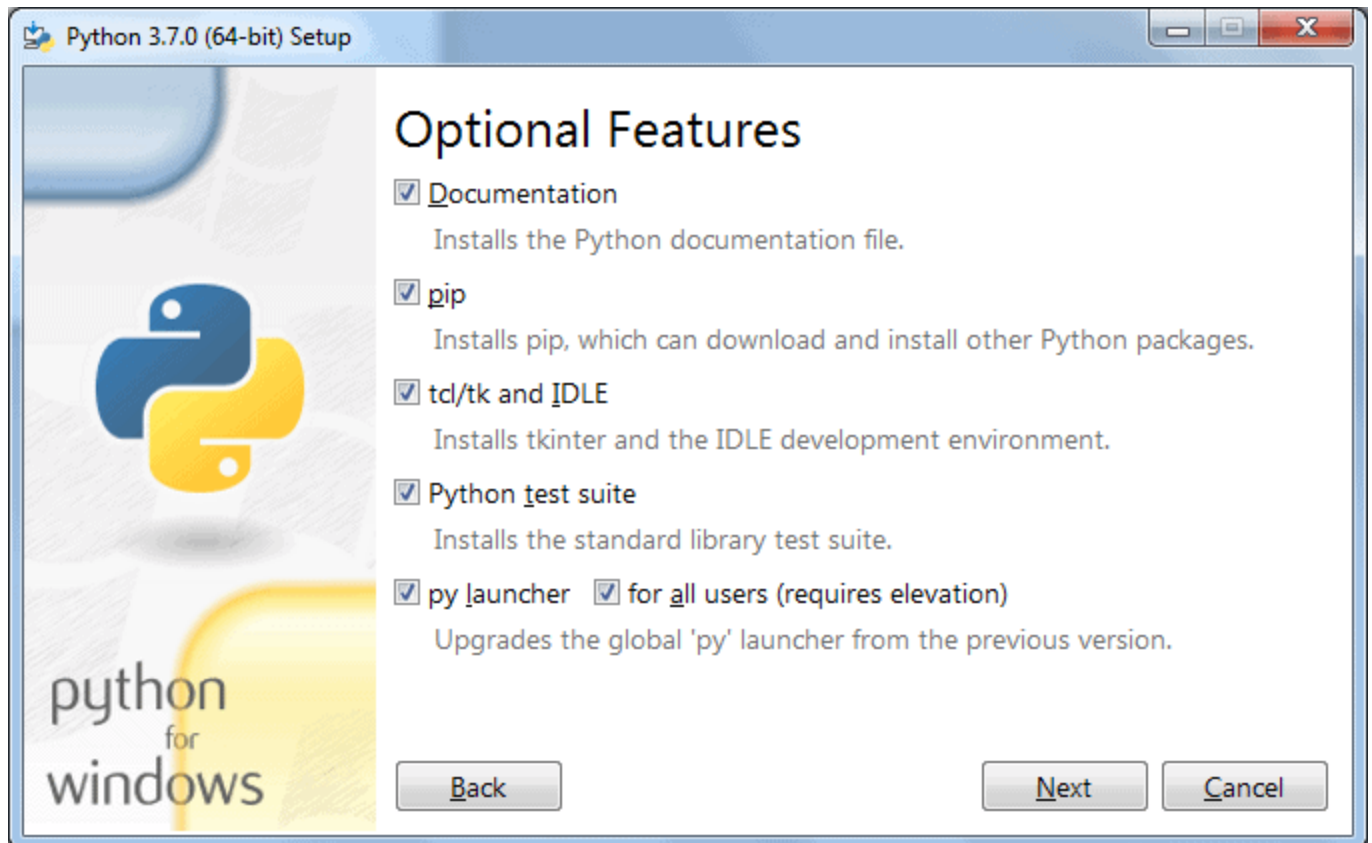 Python 3.7.0 (64-bit) Setup
Optional Features
Documentation
Installs the Python documentation file.
pip
Installs pip, which can download and install other Python packages.
tcl/tk and IDLE
Installs tkinter and the IDLE development environment.
Python test suite
Installs the standard library test suite.
py launcher for all users (requires elevation)
Upgrades the global 'py' launcher from the previous version.
python
for
windows
Back Next Cancel